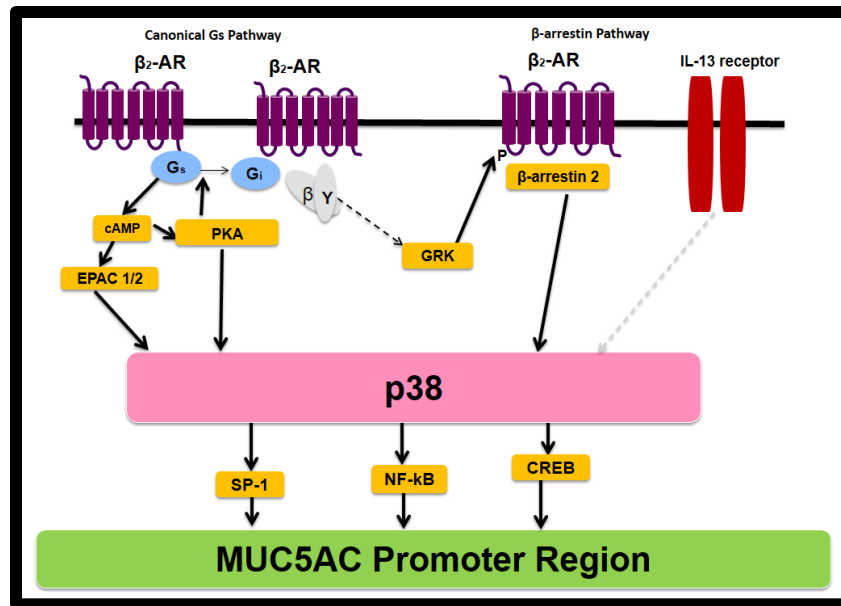 Canonical Gs Pathway
β-arrestin Pathway
β₂-AR
β₂-AR
β₂-AR
IL-13 receptor
Gs
Gi
β
Y
P
β-arrestin 2
cAMP
PKA
GRK
EPAC 1/2
p38
SP-1
NF-kB
CREB
MUC5AC Promoter Region